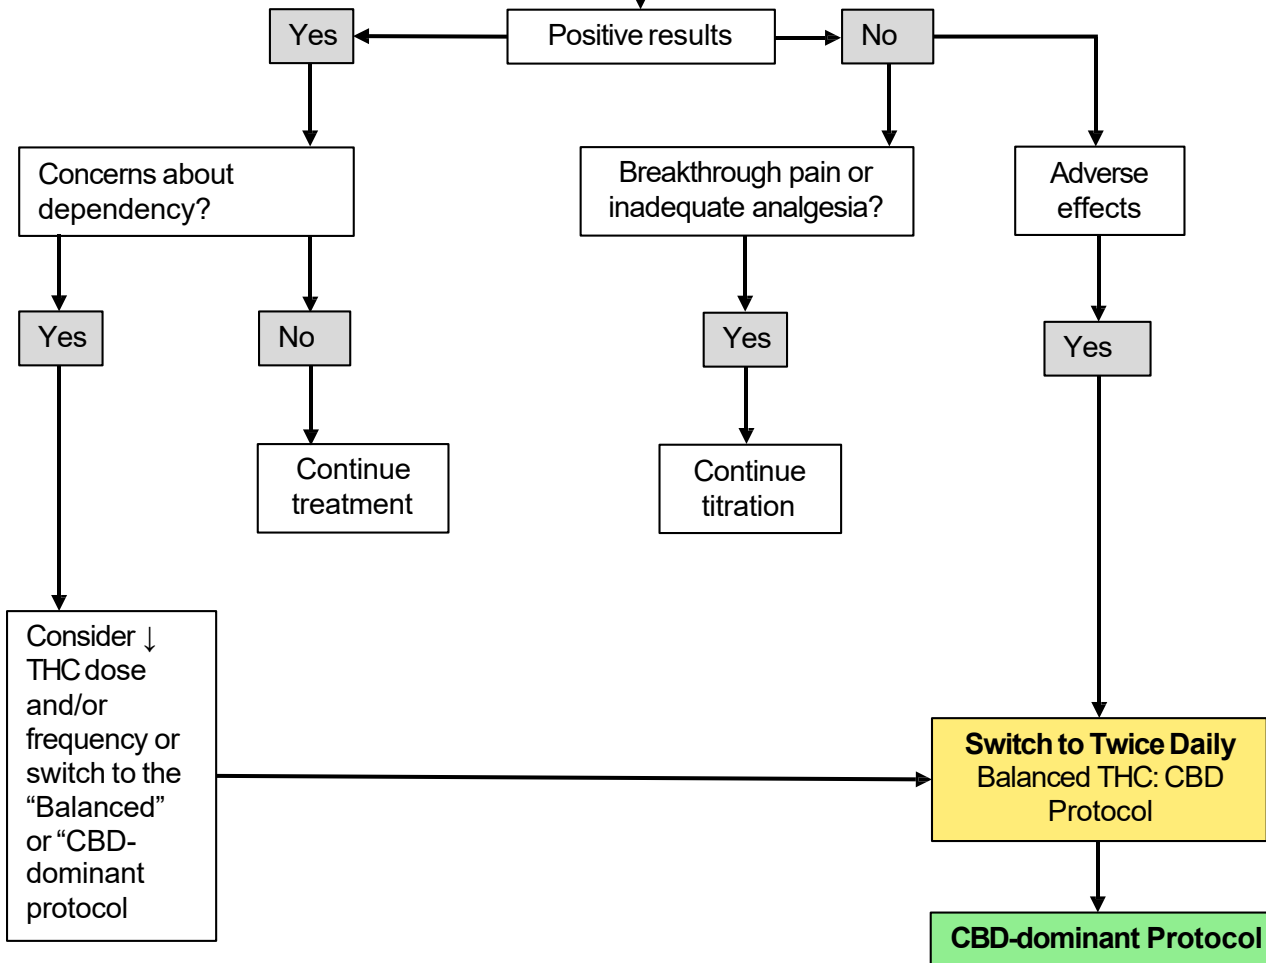 Yes
Positive results
No
Concerns about
dependency?
Breakthrough pain or
inadequate analgesia?
Adverse
effects
Yes
No
Yes
Yes
Continue
treatment
Continue
titration
Consider ↓
THC dose
and/or
frequency or
switch to the
“Balanced”
or “CBD-
dominant
protocol
Switch to Twice Daily
Balanced THC: CBD
Protocol
CBD-dominant Protocol